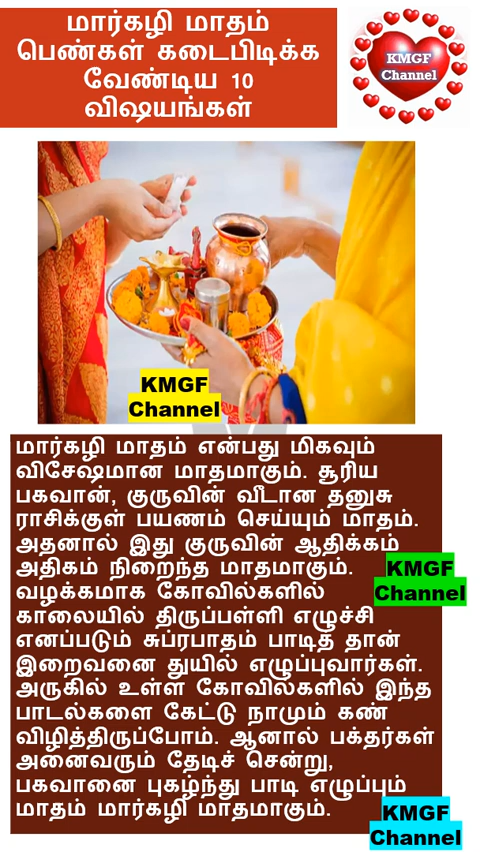 மார்கழி மாதம்
பெண்கள் கடைபிடிக்க
வேண்டிய 10
விஷயங்கள்
KMGF
Channel
KMGF
Channel
மார்கழி மாதம் என்பது மிகவும்
விசேஷமான மாதமாகும். சூரிய
பகவான், குருவின் வீடான தனுசு
ராசிக்குள் பயணம் செய்யும் மாதம்.
அதனால் இது குருவின் ஆதிக்கம்
அதிகம் நிறைந்த மாதமாகும்.
வழக்கமாக கோவில்களில்
காலையில் திருப்பள்ளி எழுச்சி
எனப்படும் சுப்ரபாதம் பாடித் தான்
இறைவனை துயில் எழுப்புவார்கள்.
அருகில் உள்ள கோவில்களில் இந்த
பாடல்களை கேட்டு நாமும் கண்
விழித்திருப்போம். ஆனால் பக்தர்கள்
அனைவரும் தேடிச் சென்று,
பகவானை புகழ்ந்து பாடி எழுப்பும்
மாதம் மார்கழி மாதமாகும்.
KMGF
Channel
KMGF
Channel